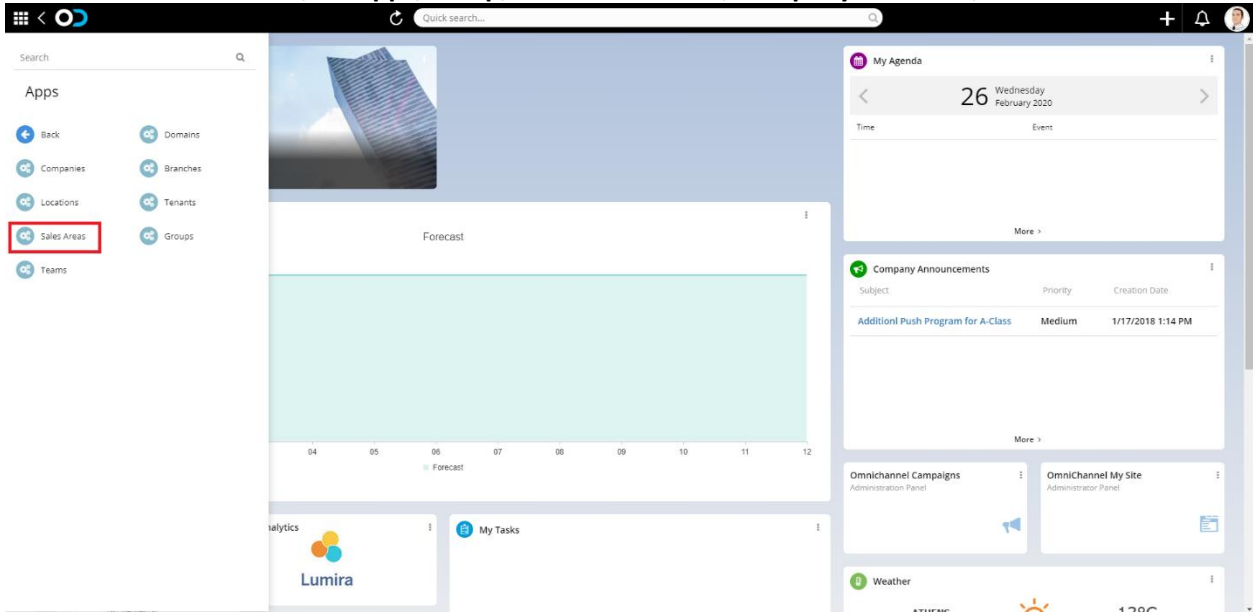 Quick search...
Search
Apps
Back
Domains
Companies
Branches
Locations
Tenants
Sales Areas
Groups
Teams
Forecast
04 05 06 07 08 09 10 11 12
Forecast
nalytics
Lumira
My Tasks
My Agenda
26 Wednesday
February 2020
Time Event
More >
Company Announcements
Subject Priority Creation Date
Additionl Push Program for A-Class Medium 1/17/2018 1:14 PM
More >
Omnichannel Campaigns
Administration Panel
OmniChannel My Site
Administrator Panel
Weather